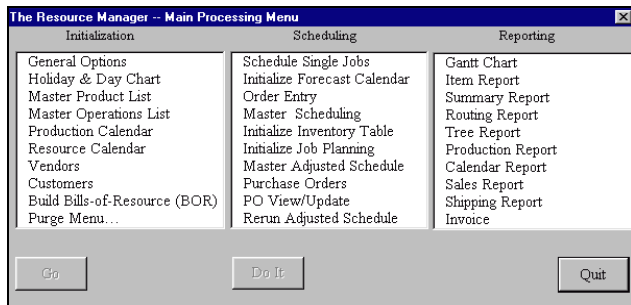 The Resource Manager -- Main Processing Menu
Initialization
General Options
Holiday & Day Chart
Master Product List
Master Operations List
Production Calendar
Resource Calendar
Vendors
Customers
Build Bills-of-Resource (BOR)
Purge Menu…
Scheduling
Schedule Single Jobs
Initialize Forecast Calendar
Order Entry
Master  Scheduling
Initialize Inventory Table
Initialize Job Planning
Master Adjusted Schedule
Purchase Orders
PO View/Update
Rerun Adjusted Schedule
Reporting
Gantt Chart
Item Report
Summary Report
Routing Report
Tree Report
Production Report
Calendar Report
Sales Report
Shipping Report
Invoice
Go
Do It
Quit